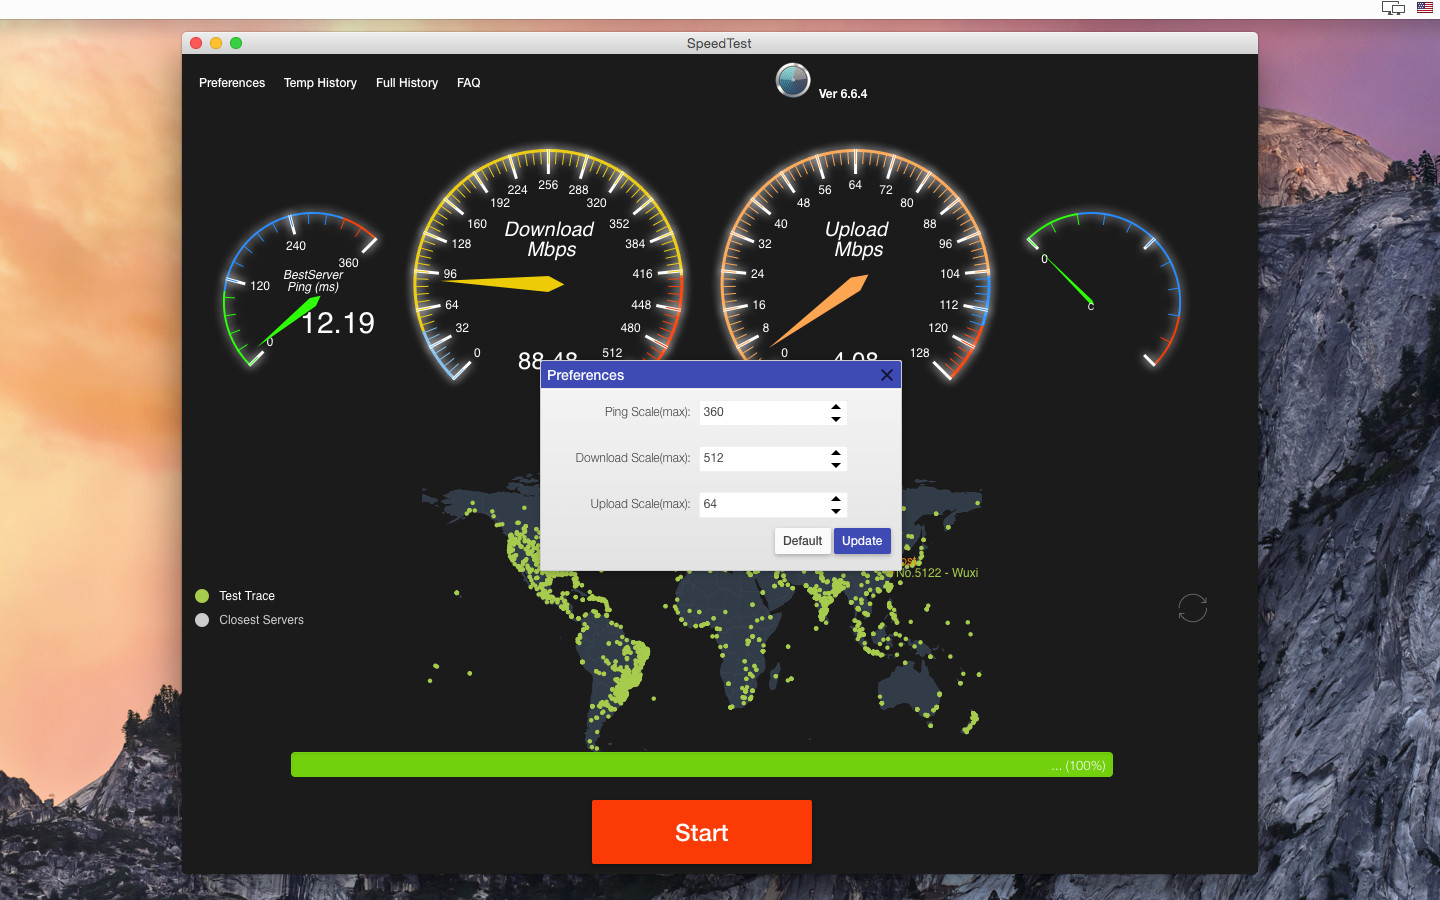 SpeedTest
Preferences Temp History Full History FAQ
Ver 6.6.4
0
120
240
360
BestServer
Ping (ms)
12.19
0
32
64
96
128
160
192
224
256
288
320
352
384
416
448
480
512
Download
Mbps
88.48
0
8
16
24
32
40
48
56
64
72
80
88
96
104
112
120
128
Upload
Mbps
4.08
0
C
Preferences
Ping Scale(max): 360
Download Scale(max): 512
Upload Scale(max): 64
Default Update
No.5122 - Wuxi
Test Trace
Closest Servers
... (100%)
Start